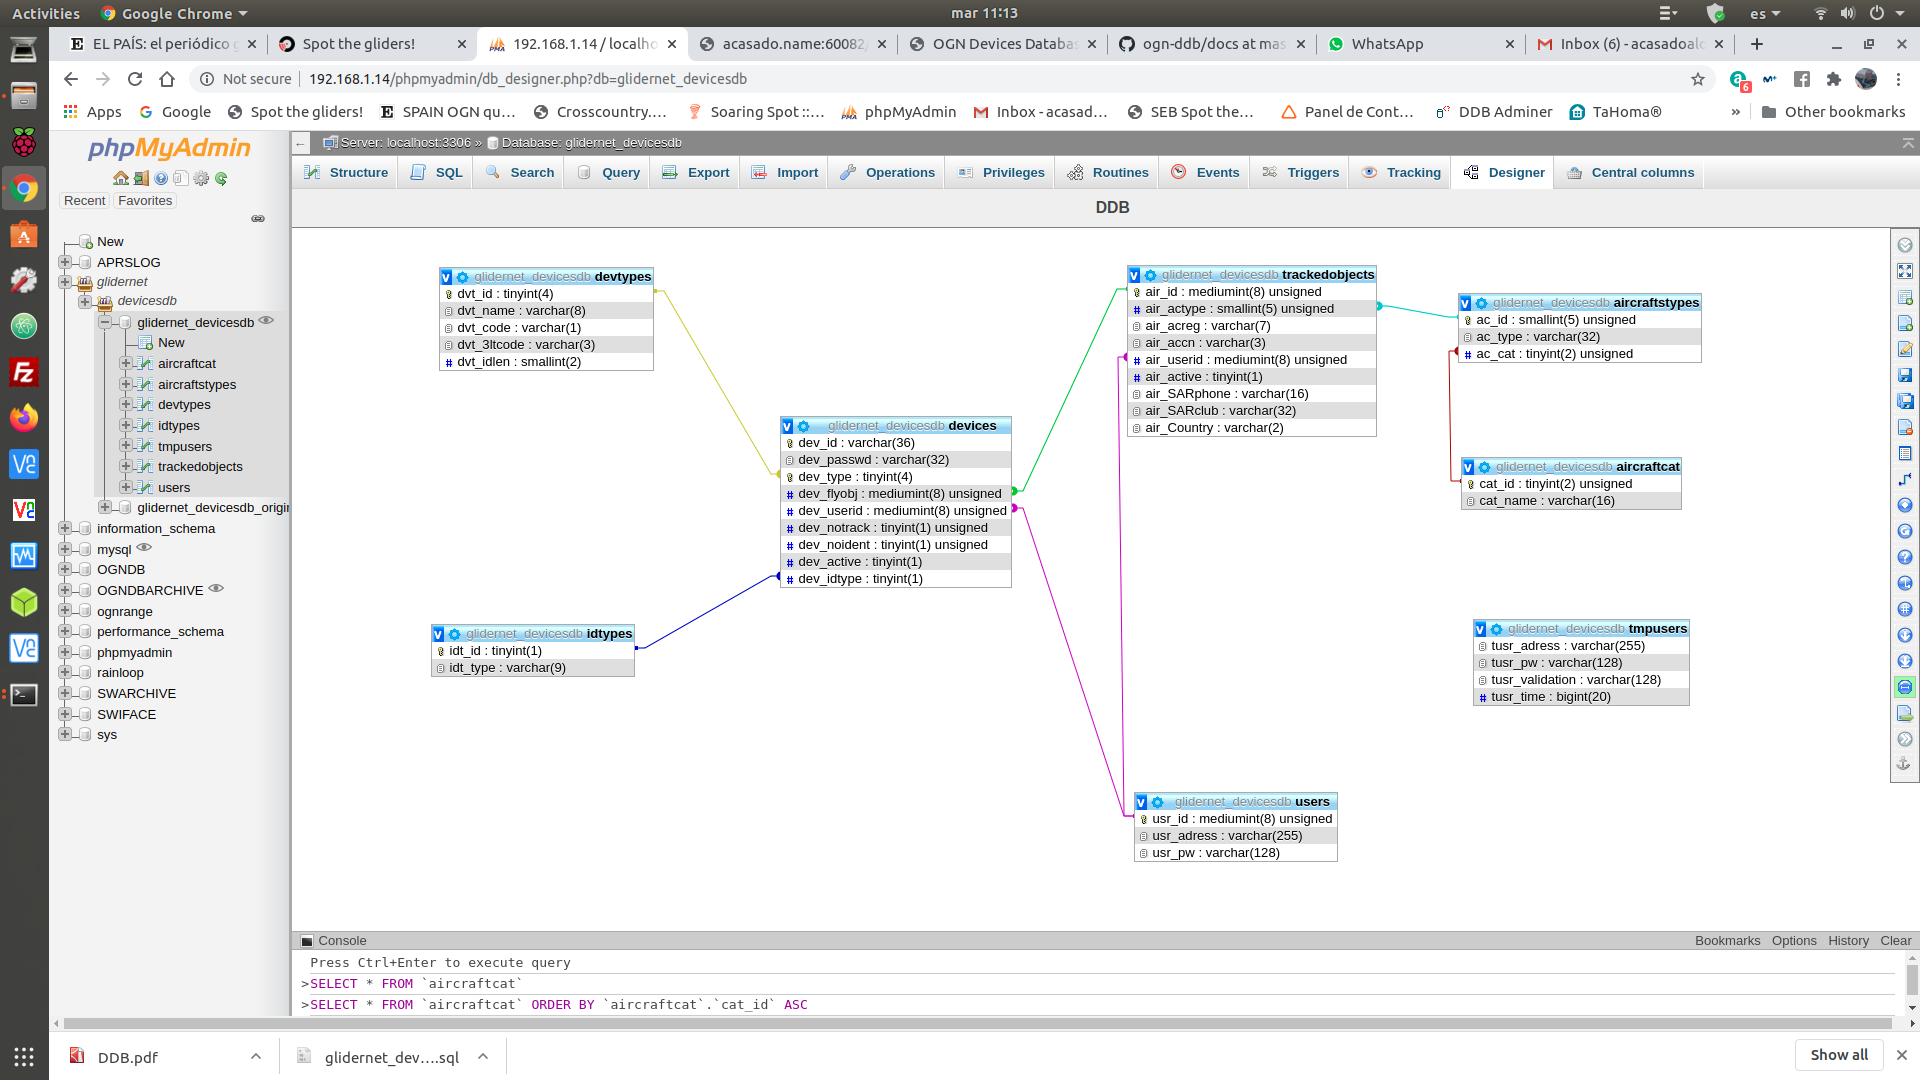 Activities
Google Chrome
mar 11:13
es
EL PAÍS: el periódico g
Spot the gliders!
192.168.1.14 / localho
acasado.name:60082/
OGN Devices Databas
ogn-ddb/docs at mas
WhatsApp
Inbox (6) - acasadoalo
Not secure
192.168.1.14/phpmyadmin/db_designer.php?db=glidernet_devicesdb
6
Apps
Google
Spot the gliders!
SPAIN OGN qu...
Crosscountry....
Soaring Spot ::...
phpMyAdmin
Inbox - acasad...
SEB Spot the...
Panel de Cont...
DDB Adminer
TaHoma®
»
Other bookmarks
phpMyAdmin
Recent
Favorites
New
APRSLOG
glidernet
devicesdb
glidernet_devicesdb
New
aircraftcat
aircraftstypes
devtypes
idtypes
tmpusers
trackedobjects
users
glidernet_devicesdb_origin
information_schema
mysql
OGNDB
OGNDBARCHIVE
ognrange
performance_schema
phpmyadmin
rainloop
SWARCHIVE
SWIFACE
sys
Server: localhost:3306 » Database: glidernet_devicesdb
Structure
SQL
Search
Query
Export
Import
Operations
Privileges
Routines
Events
Triggers
Tracking
Designer
Central columns
DDB
v glidernet_devicesdb devtypes
dvt_id : tinyint(4)
dvt_name : varchar(8)
dvt_code : varchar(1)
dvt_3ltcode : varchar(3)
# dvt_idlen : smallint(2)
v glidernet_devicesdb devices
dev_id : varchar(36)
dev_passwd : varchar(32)
dev_type : tinyint(4)
# dev_flyobj : mediumint(8) unsigned
# dev_userid : mediumint(8) unsigned
# dev_notrack : tinyint(1) unsigned
# dev_noident : tinyint(1) unsigned
# dev_active : tinyint(1)
# dev_idtype : tinyint(1)
v glidernet_devicesdb idtypes
idt_id : tinyint(1)
idt_type : varchar(9)
v glidernet_devicesdb trackedobjects
air_id : mediumint(8) unsigned
# air_actype : smallint(5) unsigned
air_acreg : varchar(7)
air_accn : varchar(3)
# air_userid : mediumint(8) unsigned
# air_active : tinyint(1)
air_SARphone : varchar(16)
air_SARclub : varchar(32)
air_Country : varchar(2)
v glidernet_devicesdb aircraftstypes
ac_id : smallint(5) unsigned
ac_type : varchar(32)
# ac_cat : tinyint(2) unsigned
v glidernet_devicesdb aircraftcat
cat_id : tinyint(2) unsigned
cat_name : varchar(16)
v glidernet_devicesdb tmpusers
tusr_adress : varchar(255)
tusr_pw : varchar(128)
tusr_validation : varchar(128)
# tusr_time : bigint(20)
v glidernet_devicesdb users
usr_id : mediumint(8) unsigned
usr_adress : varchar(255)
usr_pw : varchar(128)
Console
Bookmarks
Options
History
Clear
Press Ctrl+Enter to execute query
>SELECT * FROM `aircraftcat`
>SELECT * FROM `aircraftcat` ORDER BY `aircraftcat`.`cat_id` ASC
DDB.pdf
glidernet_dev....sql
Show all